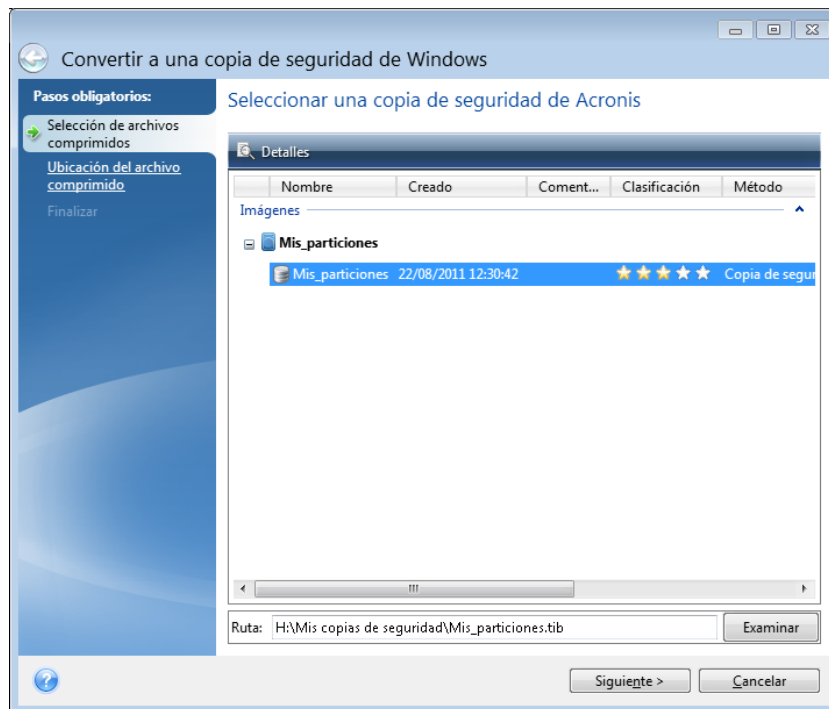 Convertir a una copia de seguridad de Windows
Pasos obligatorios:
Selección de archivos
comprimidos
Ubicación del archivo
comprimido
Finalizar
Seleccionar una copia de seguridad de Acronis
Detalles
Nombre Creado Coment... Clasificación Método
Imágenes
Mis_particiones
Mis_particiones 22/08/2011 12:30:42 Copia de segur
Ruta: H:\Mis copias de seguridad\Mis_particiones.tib Examinar
Siguiente > Cancelar